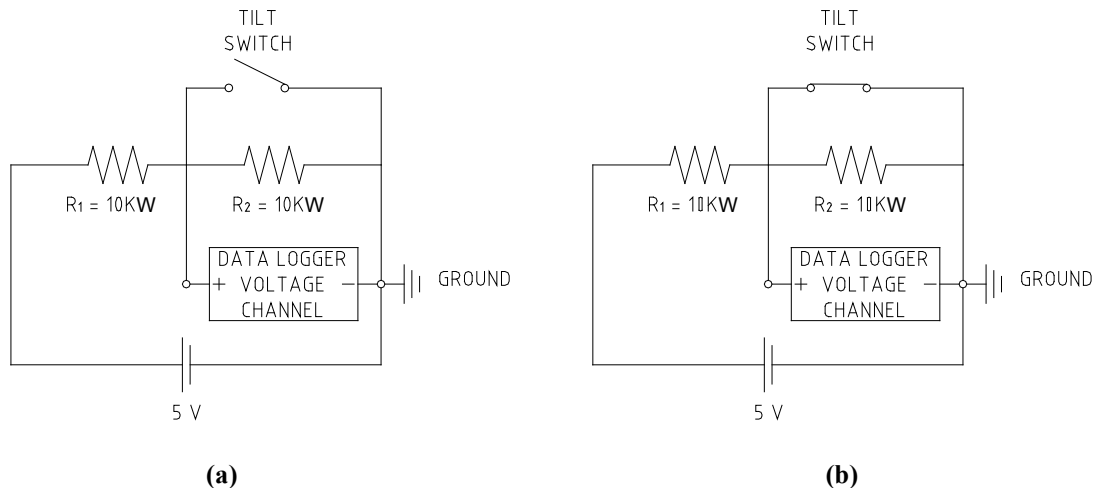 TILT
SWITCH
R1 = 10KW
R2 = 10KW
DATA LOGGER
+ VOLTAGE −
CHANNEL
GROUND
5 V
(a)
TILT
SWITCH
R1 = 10KW
R2 = 10KW
DATA LOGGER
+ VOLTAGE −
CHANNEL
GROUND
5 V
(b)